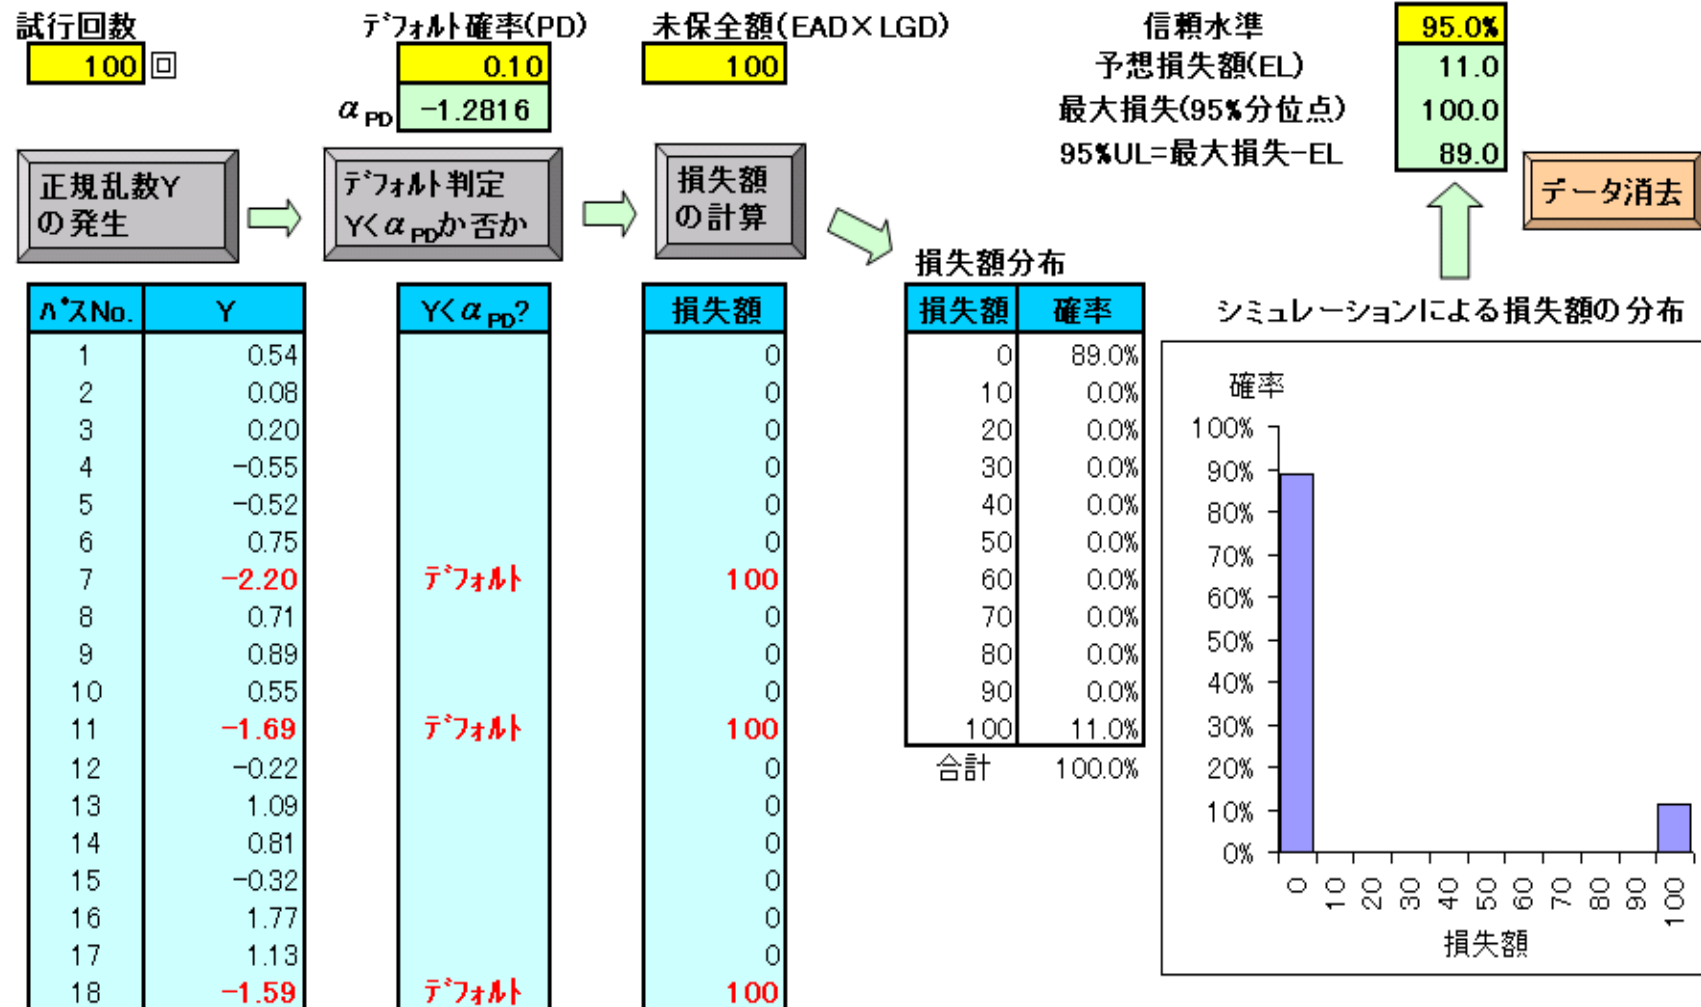 試行回数
100 回
ﾃﾞﾌｫﾙﾄ確率(PD)
0.10
αPD -1.2816
未保全額(EAD×LGD)
100
信頼水準 95.0%
予想損失額(EL) 11.0
最大損失(95%分位点) 100.0
95%UL=最大損失-EL 89.0
正規乱数Y
の発生
ﾃﾞﾌｫﾙﾄ判定
Y<αPDか否か
損失額
の計算
データ消去
ﾊﾟｽNo. Y Y<αPD? 損失額
1 0.54 0
2 0.08 0
3 0.20 0
4 -0.55 0
5 -0.52 0
6 0.75 0
7 -2.20 ﾃﾞﾌｫﾙﾄ 100
8 0.71 0
9 0.89 0
10 0.55 0
11 -1.69 ﾃﾞﾌｫﾙﾄ 100
12 -0.22 0
13 1.09 0
14 0.81 0
15 -0.32 0
16 1.77 0
17 1.13 0
18 -1.59 ﾃﾞﾌｫﾙﾄ 100
損失額分布
損失額 確率
0 89.0%
10 0.0%
20 0.0%
30 0.0%
40 0.0%
50 0.0%
60 0.0%
70 0.0%
80 0.0%
90 0.0%
100 11.0%
合計 100.0%
シミュレーションによる損失額の分布
確率
100%
90%
80%
70%
60%
50%
40%
30%
20%
10%
0%
0 10 20 30 40 50 60 70 80 90 100
損失額